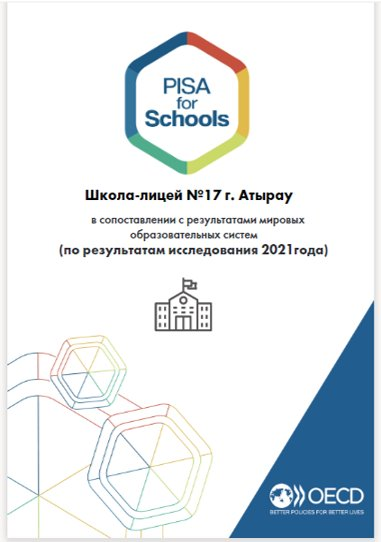 PISA
for
Schools
Школа-лицей №17 г. Атырау
в сопоставлении с результатами мировых
образовательных систем
(по результатам исследования 2021года)
OECD
BETTER POLICIES FOR BETTER LIVES